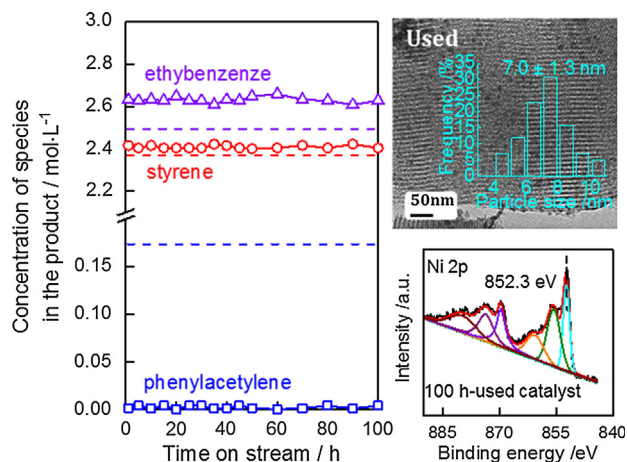 Concentration of species
in the product / mol·L⁻¹
3.0
2.8
2.6
2.4
2.2
0.15
0.10
0.05
0.00
ethybenzenze
styrene
phenylacetylene
0 20 40 60 80 100
Time on stream / h
Used
7.0 ± 1.3 nm
Frequency/%
35
30
25
20
15
10
5
0
4 6 8 10
Particle size /nm
50nm
Ni 2p
852.3 eV
Intensity /a.u.
100 h-used catalyst
885 870 855 840
Binding energy /eV